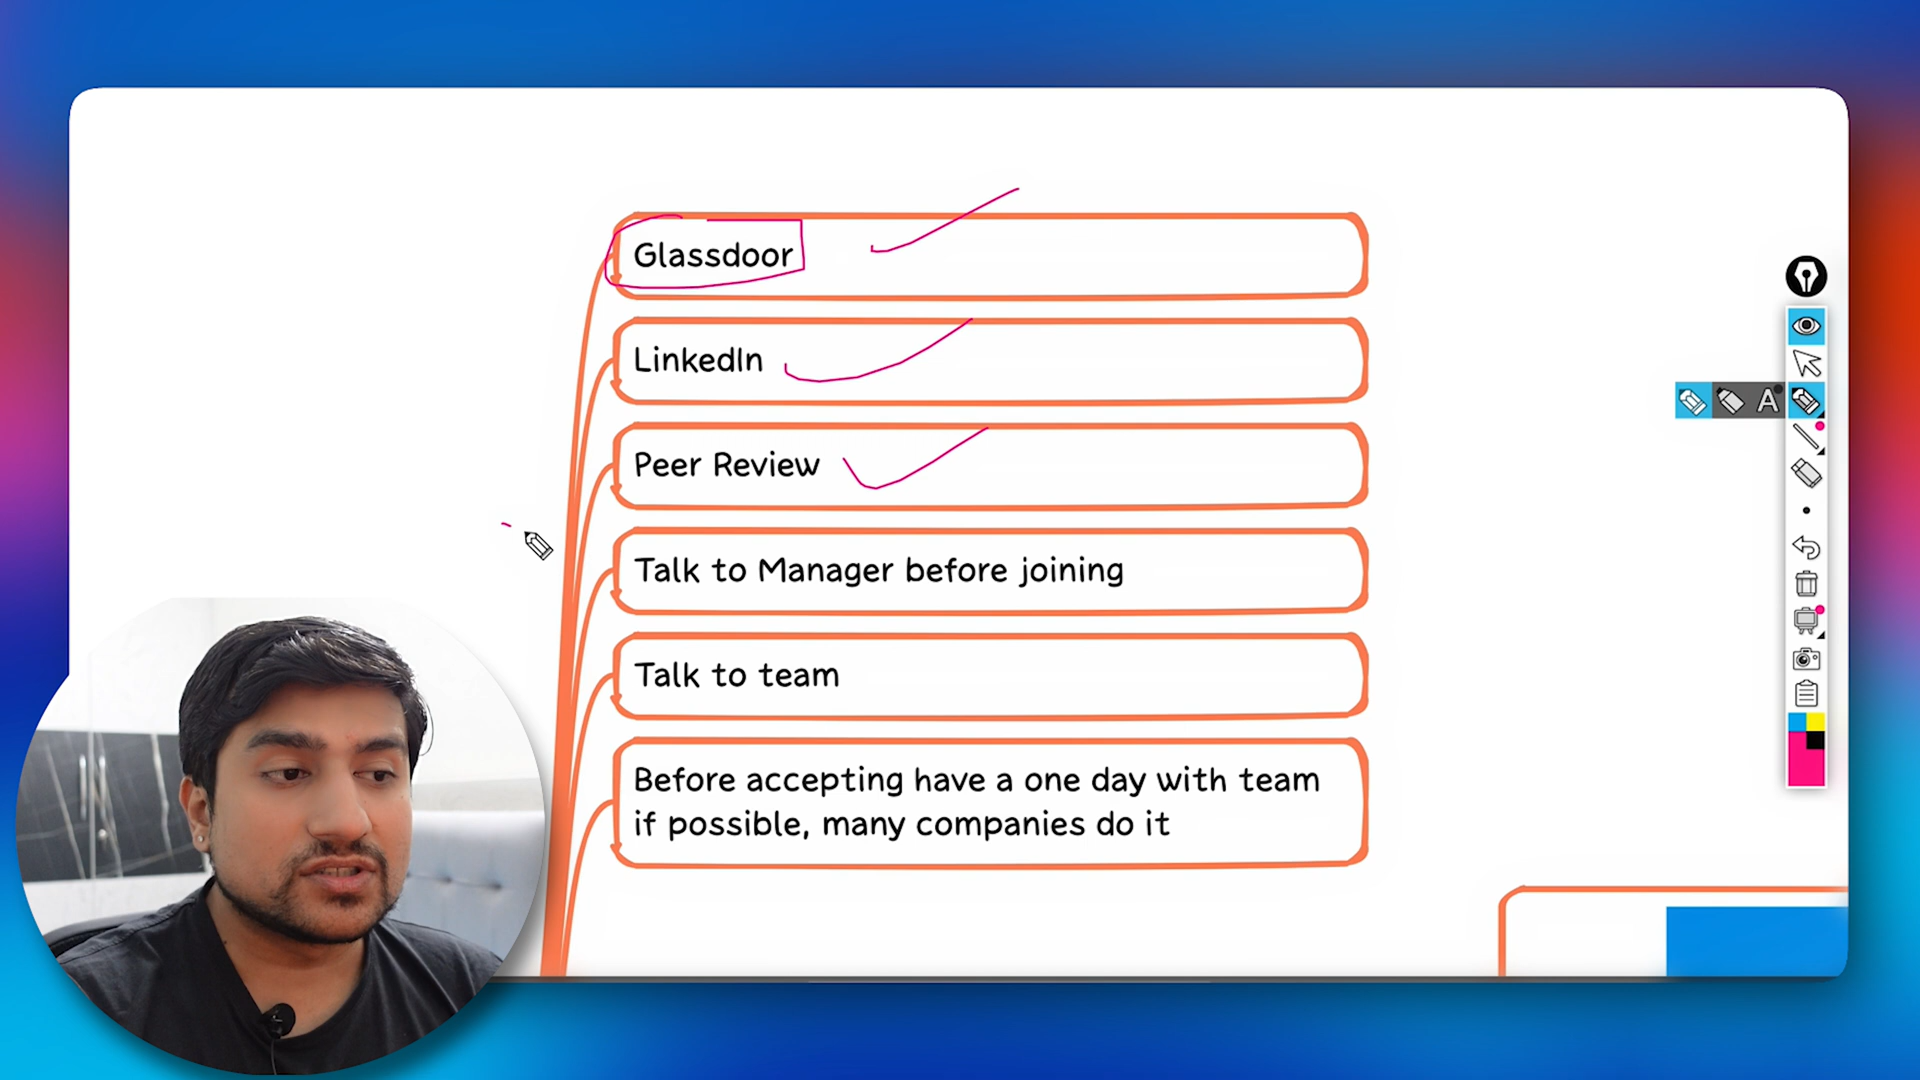 Glassdoor
LinkedIn
Peer Review
Talk to Manager before joining
Talk to team
Before accepting have a one day with team
if possible, many companies do it
A